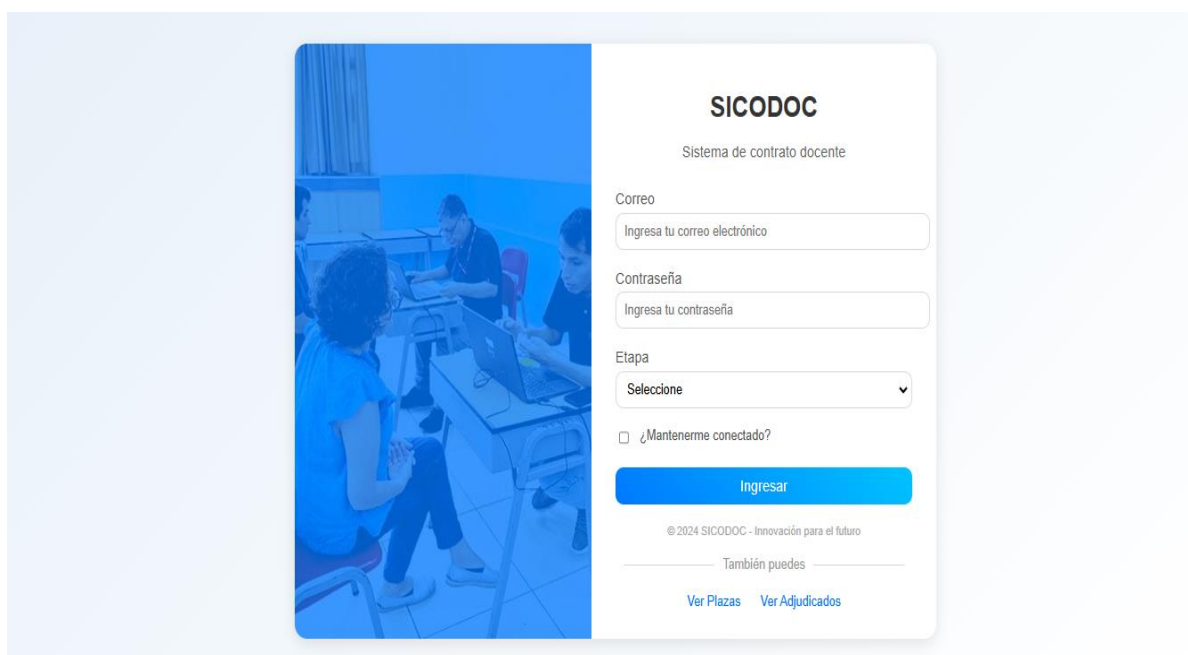 SICODOC
Sistema de contrato docente
Correo
Ingresa tu correo electrónico
Contraseña
Ingresa tu contraseña
Etapa
Seleccione
¿Mantenerme conectado?
Ingresar
© 2024 SICODOC - Innovación para el futuro
También puedes
Ver Plazas Ver Adjudicados